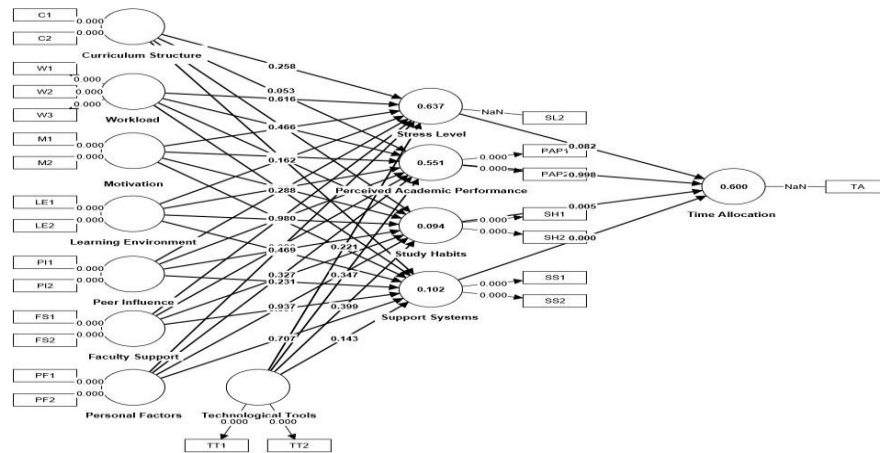 C1
0.000
C2
0.000
Curriculum Structure
W1
0.000
W2
W3
0.000
Workload
M1
0.000
M2
0.000
Motivation
LE1
0.000
LE2
0.000
Learning Environment
PI1
0.000
PI2
0.000
Peer Influence
FS1
0.000
FS2
0.000
Faculty Support
PF1
0.000
PF2
0.000
Personal Factors
Technological Tools
0.000
0.000
TT1
TT2
0.258
0.053
0.616
0.466
0.162
0.288
0.980
0.469
0.221
0.327
0.347
0.231
0.937
0.399
0.707
0.143
0.637
Stress Level
NaN
SL2
0.551
Perceived Academic Performance
0.000
PAP1
0.000
PAP2
0.094
Study Habits
0.000
SH1
0.000
SH2
0.102
Support Systems
0.000
SS1
0.000
SS2
0.082
0.998
0.005
0.000
0.600
Time Allocation
NaN
TA